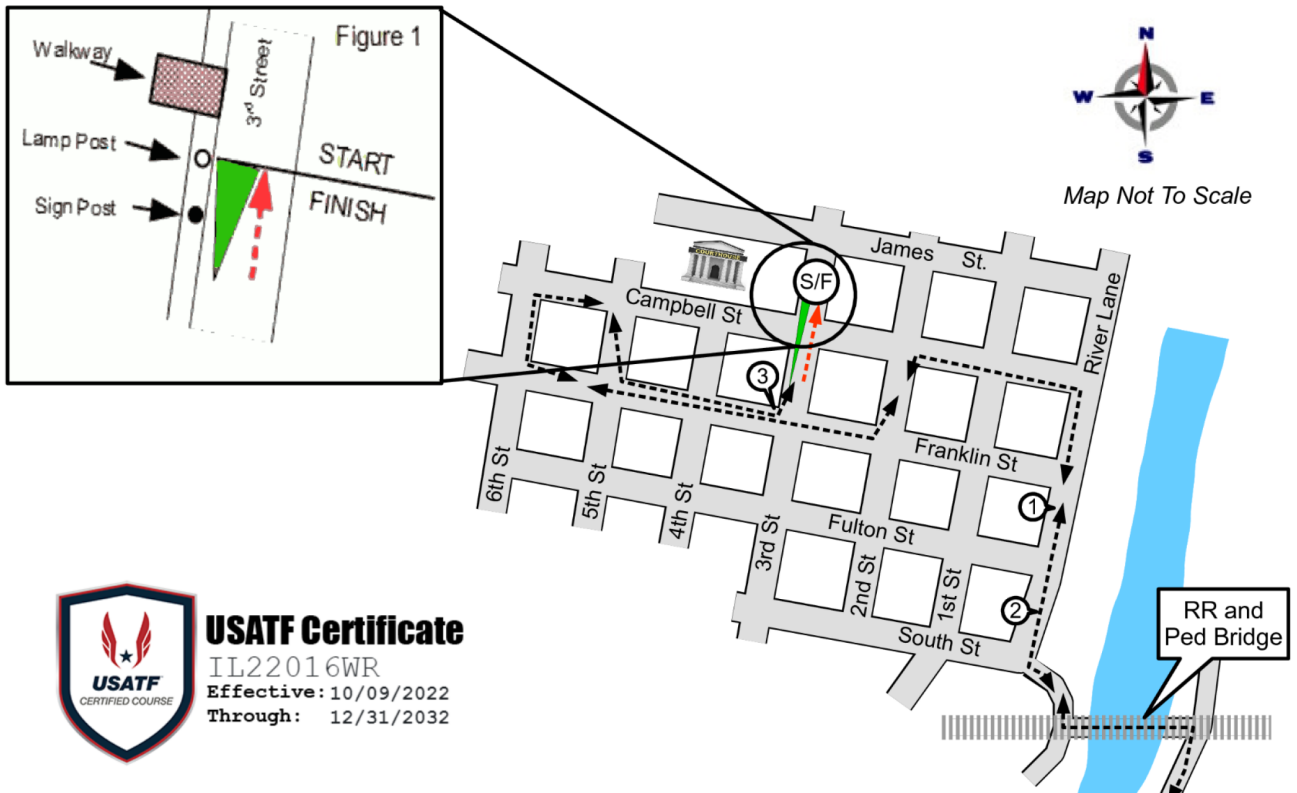 Figure 1
Walkway
3rd Street
Lamp Post
START
Sign Post
FINISH
N
W
E
S
Map Not To Scale
COURTHOUSE
James St.
S/F
Campbell St
River Lane
3
Franklin St
6th St
5th St
4th St
1
Fulton St
3rd St
2nd St
1st St
2
South St
RR and
Ped Bridge
USATF
CERTIFIED COURSE
USATF Certificate
IL22016WR
Effective: 10/09/2022
Through: 12/31/2032